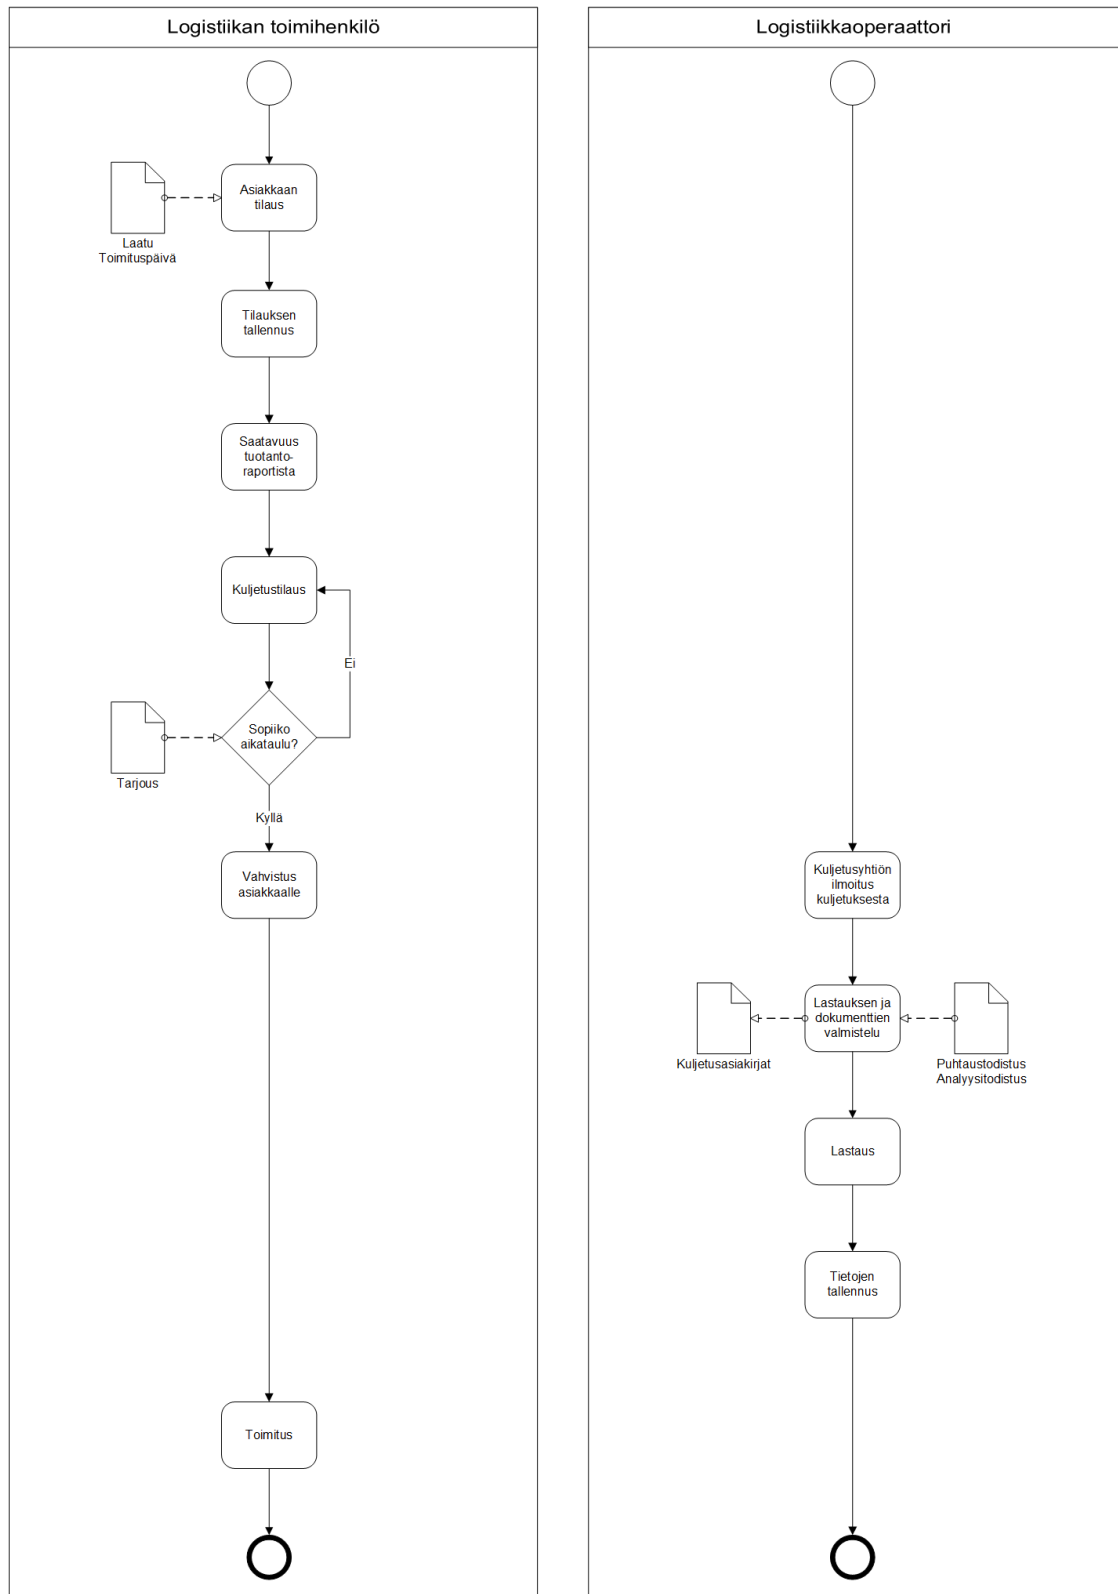 Logistiikan toimihenkilö
Asiakkaan
tilaus
Laatu
Toimituspäivä
Tilauksen
tallennus
Saatavuus
tuotanto-
raportista
Kuljetustilaus
Ei
Sopiiko
aikataulu?
Tarjous
Kyllä
Vahvistus
asiakkaalle
Toimitus
Logistiikkaoperaattori
Kuljetusyhtiön
ilmoitus
kuljetuksesta
Lastauksen ja
dokumenttien
valmistelu
Kuljetusasiakirjat
Puhtaustodistus
Analyysitodistus
Lastaus
Tietojen
tallennus